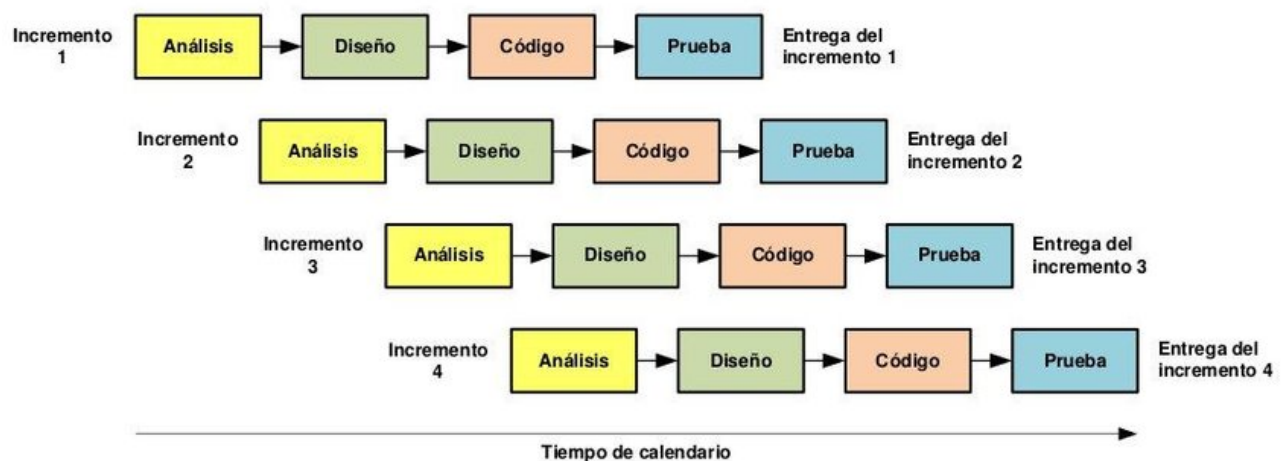 Incremento
1
Análisis
Diseño
Código
Prueba
Entrega del
incremento 1
Incremento
2
Análisis
Diseño
Código
Prueba
Entrega del
incremento 2
Incremento
3
Análisis
Diseño
Código
Prueba
Entrega del
incremento 3
Incremento
4
Análisis
Diseño
Código
Prueba
Entrega del
incremento 4
Tiempo de calendario